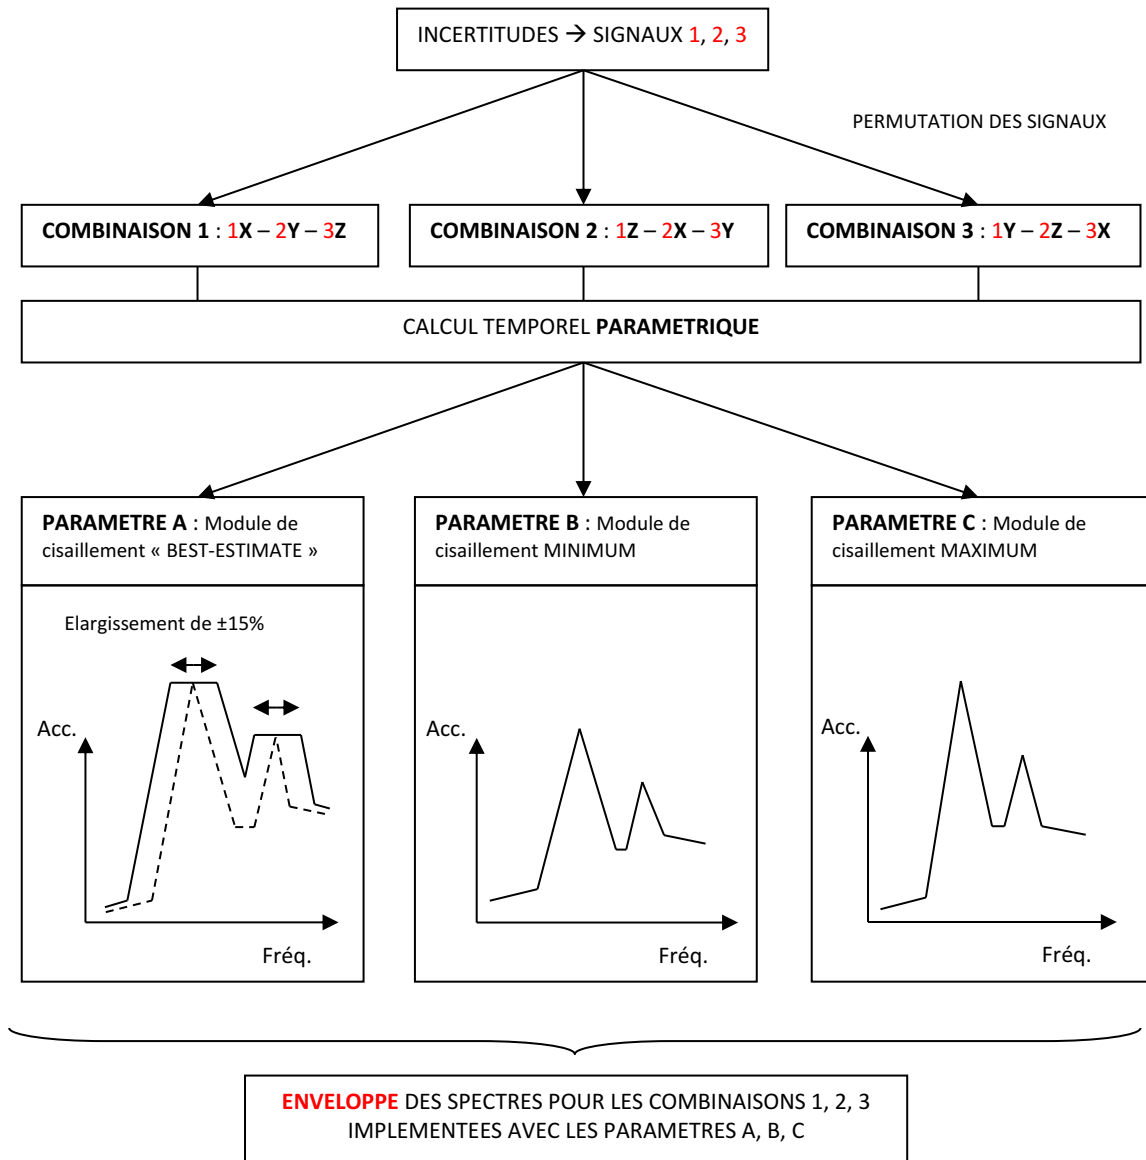 INCERTITUDES → SIGNAUX 1, 2, 3
PERMUTATION DES SIGNAUX
COMBINAISON 1 : 1X – 2Y – 3Z
COMBINAISON 2 : 1Z – 2X – 3Y
COMBINAISON 3 : 1Y – 2Z – 3X
CALCUL TEMPOREL PARAMETRIQUE
PARAMETRE A : Module de
cisaillement « BEST-ESTIMATE »
PARAMETRE B : Module de
cisaillement MINIMUM
PARAMETRE C : Module de
cisaillement MAXIMUM
Elargissement de ±15%
Acc.
Fréq.
Acc.
Fréq.
Acc.
Fréq.
ENVELOPPE DES SPECTRES POUR LES COMBINAISONS 1, 2, 3
IMPLEMENTEES AVEC LES PARAMETRES A, B, C